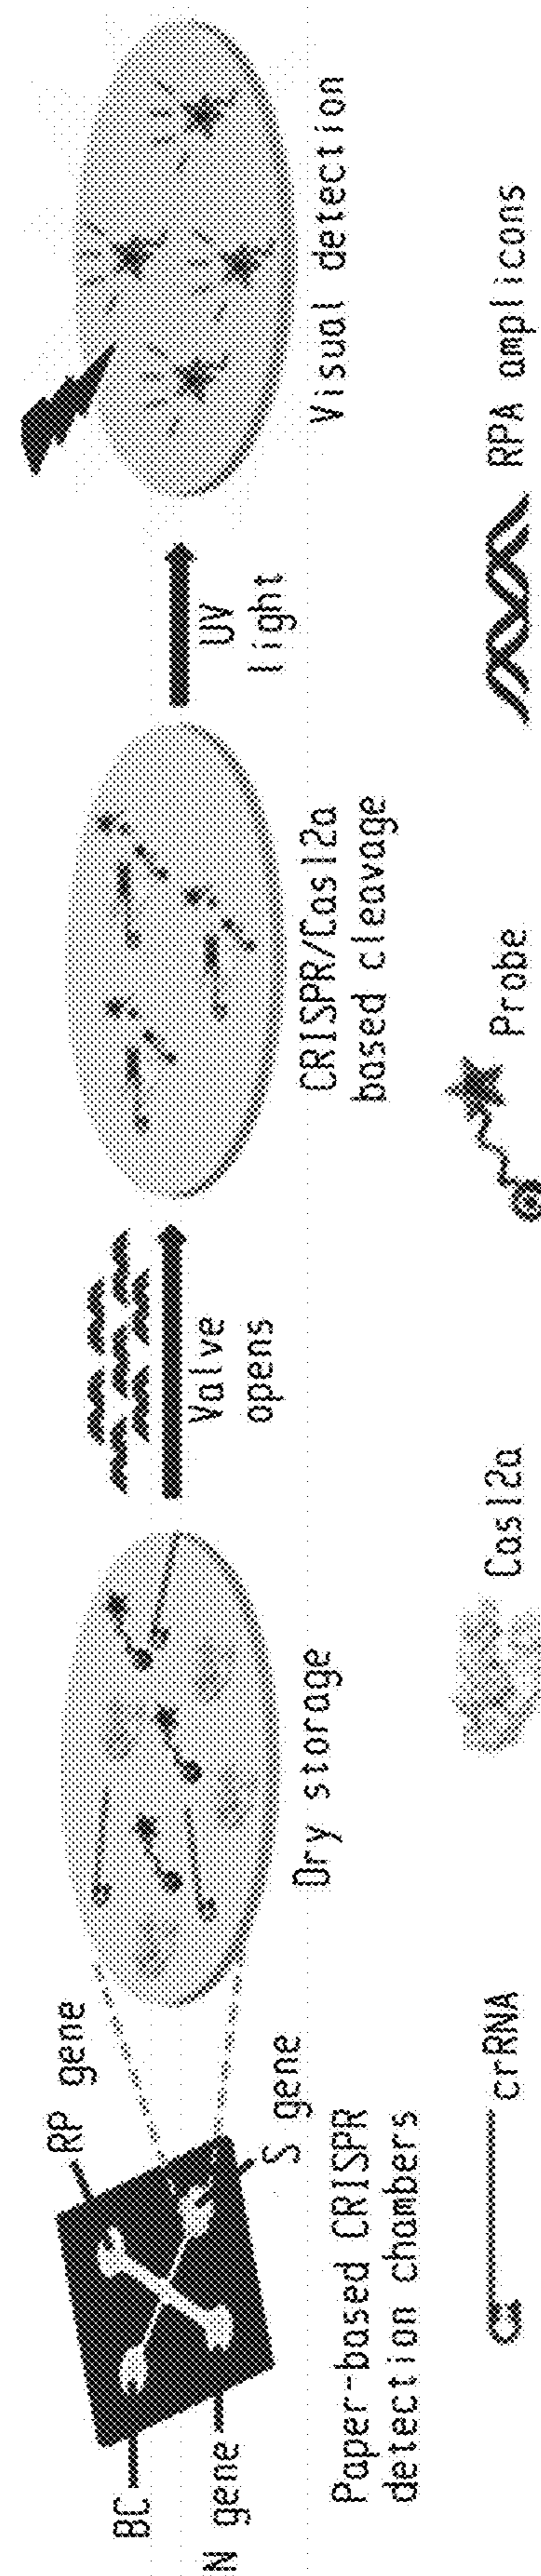 BC
RP gene
N gene
S gene
Paper-based CRISPR
detection chambers
Dry storage
Valve
opens
CRISPR/Cas12a
based cleavage
UV
light
Visual detection
crRNA
Cas12a
Probe
RPA amplicons